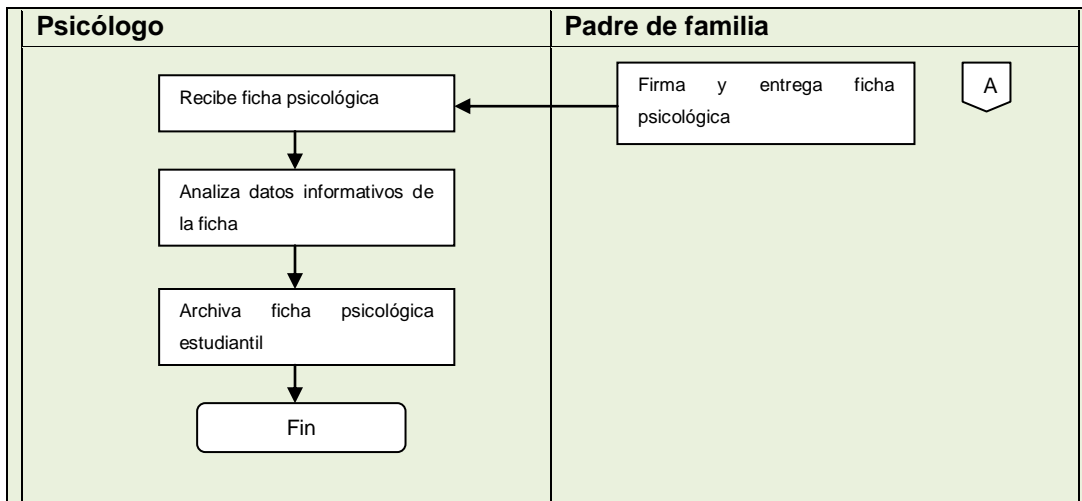 Psicólogo
Padre de familia
Recibe ficha psicológica
Firma y entrega ficha
psicológica
A
Analiza datos informativos de
la ficha
Archiva ficha psicológica
estudiantil
Fin